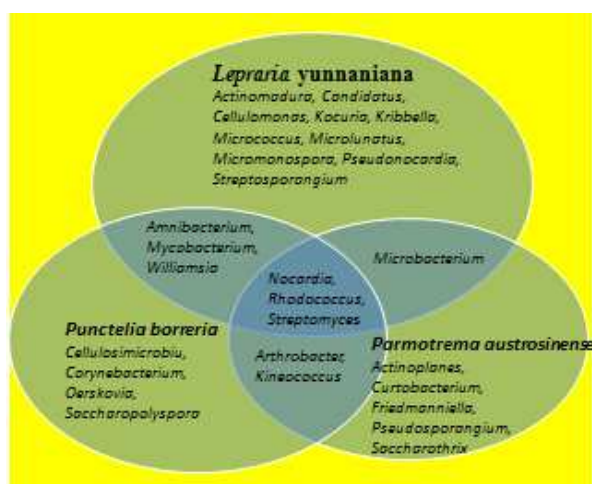 Lepraria yunnaniana
Actinomadura, Candidatus,
Cellulomonas, Kocuria, Kribbella,
Micrococcus, Microlunatus,
Micromonospora, Pseudonocardia,
Streptosporangium
Amnibacterium,
Mycobacterium,
Williamsia
Microbacterium
Nocardia,
Rhodococcus,
Streptomyces
Punctelia borreria
Cellulosimicrobiu,
Corynebacterium,
Oerskovia,
Saccharopolyspora
Arthrobacter,
Kineococcus
Parmotrema austrosinense
Actinoplanes,
Curtobacterium,
Friedmanniella,
Pseudosporangium,
Saccharothrix